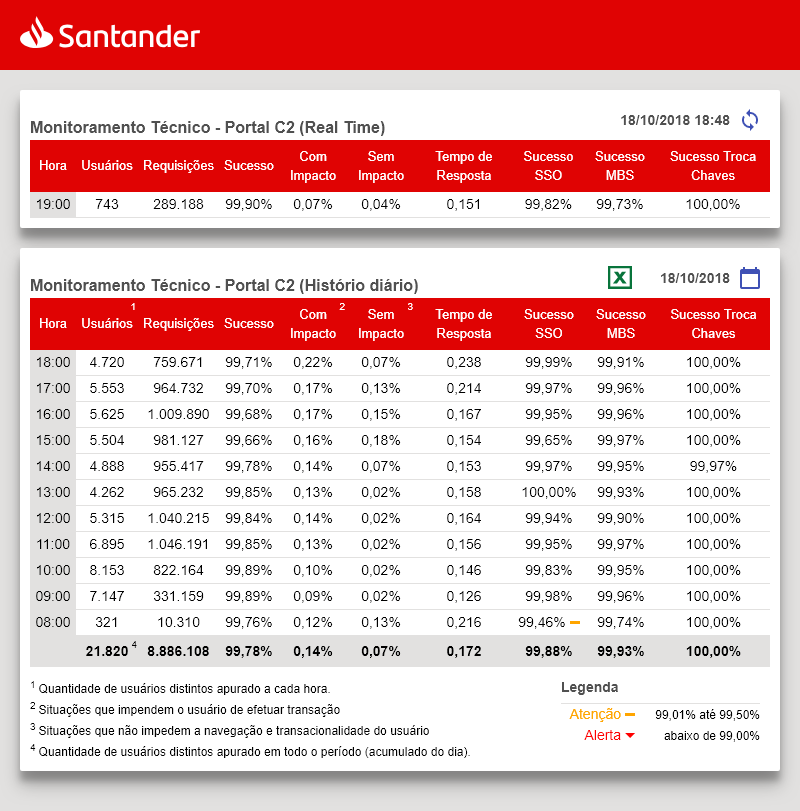 Santander
Monitoramento Técnico - Portal C2 (Real Time) 18/10/2018 18:48
Hora Usuários Requisições Sucesso Com Impacto Sem Impacto Tempo de Resposta Sucesso SSO Sucesso MBS Sucesso Troca Chaves
19:00 743 289.188 99,90% 0,07% 0,04% 0,151 99,82% 99,73% 100,00%
Monitoramento Técnico - Portal C2 (Histório diário) 18/10/2018
Hora Usuários 1 Requisições Sucesso Com Impacto 2 Sem Impacto 3 Tempo de Resposta Sucesso SSO Sucesso MBS Sucesso Troca Chaves
18:00 4.720 759.671 99,71% 0,22% 0,07% 0,238 99,99% 99,91% 100,00%
17:00 5.553 964.732 99,70% 0,17% 0,13% 0,214 99,97% 99,96% 100,00%
16:00 5.625 1.009.890 99,68% 0,17% 0,15% 0,167 99,95% 99,96% 100,00%
15:00 5.504 981.127 99,66% 0,16% 0,18% 0,154 99,65% 99,97% 100,00%
14:00 4.888 955.417 99,78% 0,14% 0,07% 0,153 99,97% 99,95% 99,97%
13:00 4.262 965.232 99,85% 0,13% 0,02% 0,158 100,00% 99,93% 100,00%
12:00 5.315 1.040.215 99,84% 0,14% 0,02% 0,164 99,94% 99,90% 100,00%
11:00 6.895 1.046.191 99,85% 0,13% 0,02% 0,156 99,95% 99,97% 100,00%
10:00 8.153 822.164 99,89% 0,10% 0,02% 0,146 99,83% 99,95% 100,00%
09:00 7.147 331.159 99,89% 0,09% 0,02% 0,126 99,98% 99,96% 100,00%
08:00 321 10.310 99,76% 0,12% 0,13% 0,216 99,46% 99,74% 100,00%
21.820 4 8.886.108 99,78% 0,14% 0,07% 0,172 99,88% 99,93% 100,00%
1 Quantidade de usuários distintos apurado a cada hora.
2 Situações que impendem o usuário de efetuar transação
3 Situações que não impedem a navegação e transacionalidade do usuário
4 Quantidade de usuários distintos apurado em todo o período (acumulado do dia).
Legenda
Atenção 99,01% até 99,50%
Alerta abaixo de 99,00%